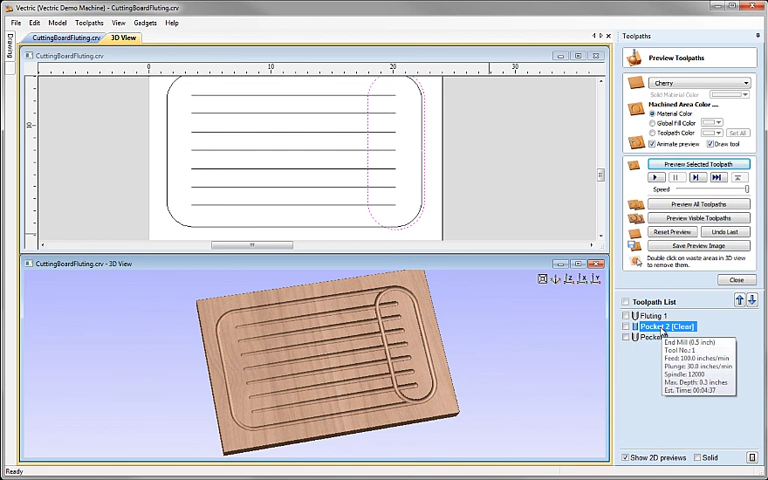 Vectric (Vectric Demo Machine) - CuttingBoardFluting.crv
File Edit Model Toolpaths View Gadgets Help
Drawing
CuttingBoardFluting.crv 3D View
CuttingBoardFluting.crv
0 10 20 30
CuttingBoardFluting.crv - 3D View
Toolpaths
Preview Toolpaths
Cherry
Solid Material Color
Machined Area Color ...
Material Color
Global Fill Color
Toolpath Color Set All
Animate preview Draw tool
Preview Selected Toolpath
Speed
Preview All Toolpaths
Preview Visible Toolpaths
Reset Preview Undo Last
Save Preview Image
Double click on waste areas in 3D view
to remove them.
Close
Toolpath List
Fluting 1
Pocket 2 [Clear]
Pocket
End Mill (0.5 inch)
Tool No.: 1
Feed: 100.0 inches/min
Plunge: 30.0 inches/min
Spindle: 12000
Max. Depth: 0.3 inches
Est. Time: 00:04:37
Show 2D previews Solid
Ready